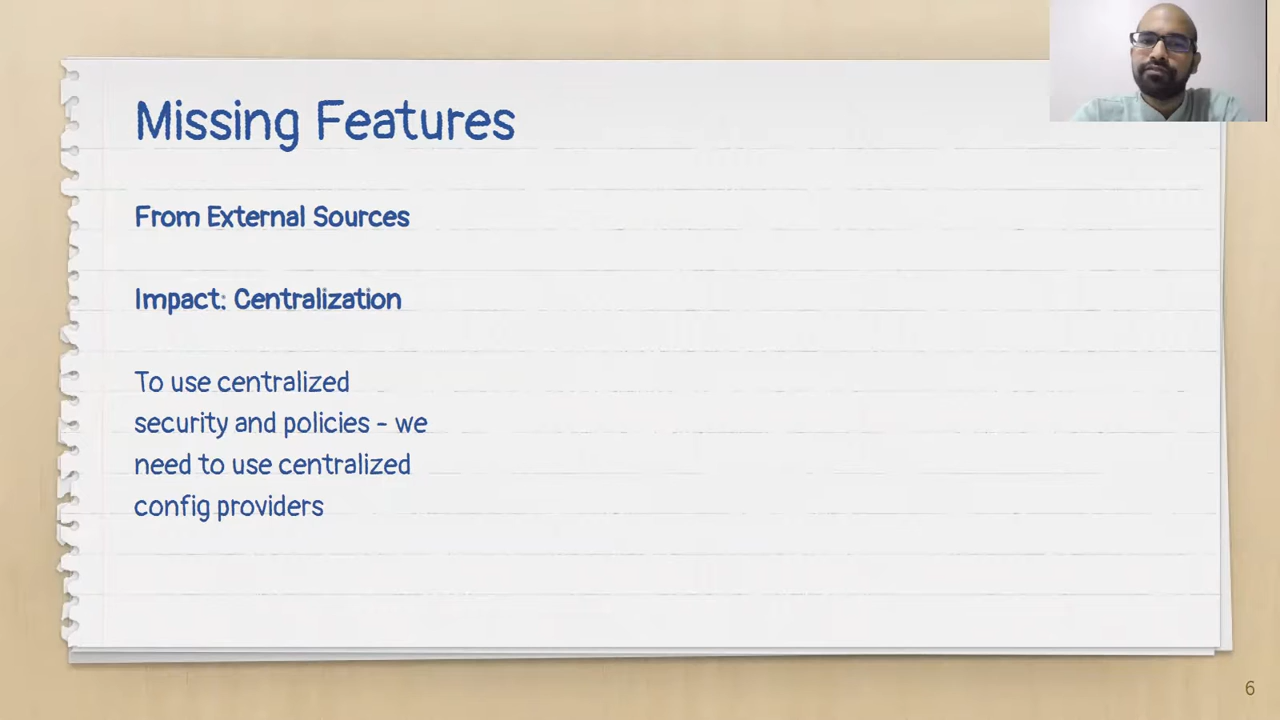 Missing Features
From External Sources
Impact: Centralization
To use centralized
security and policies - we
need to use centralized
config providers
6